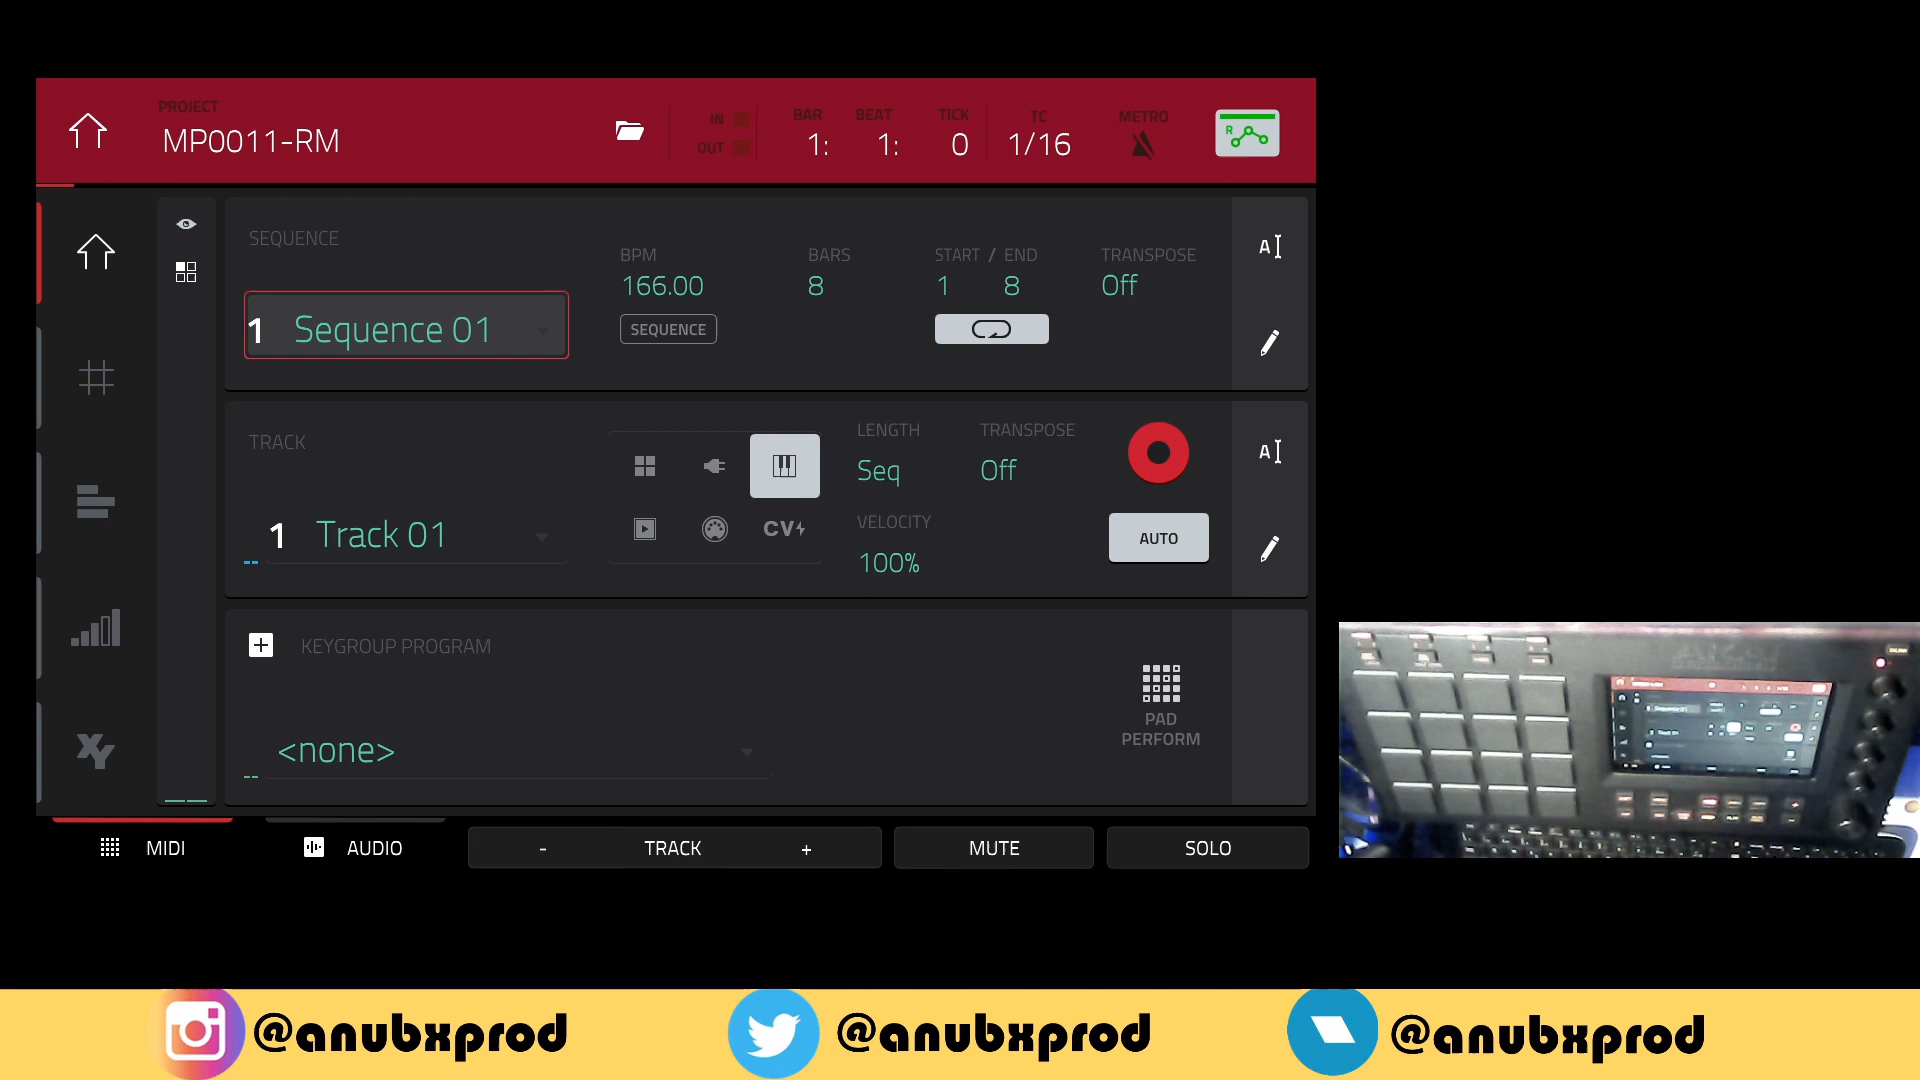 PROJECT
MP0011-RM
IN
OUT
BAR
1:
BEAT
1:
TICK
0
TC
1/16
METRO
R
SEQUENCE
1 Sequence 01
BPM
166.00
SEQUENCE
BARS
8
START / END
1 8
TRANSPOSE
Off
A
TRACK
1 Track 01
CV
LENGTH
Seq
TRANSPOSE
Off
VELOCITY
100%
AUTO
A
KEYGROUP PROGRAM
<none>
PAD
PERFORM
XY
MIDI
AUDIO
- TRACK +
MUTE
SOLO
@anubxprod
@anubxprod
@anubxprod